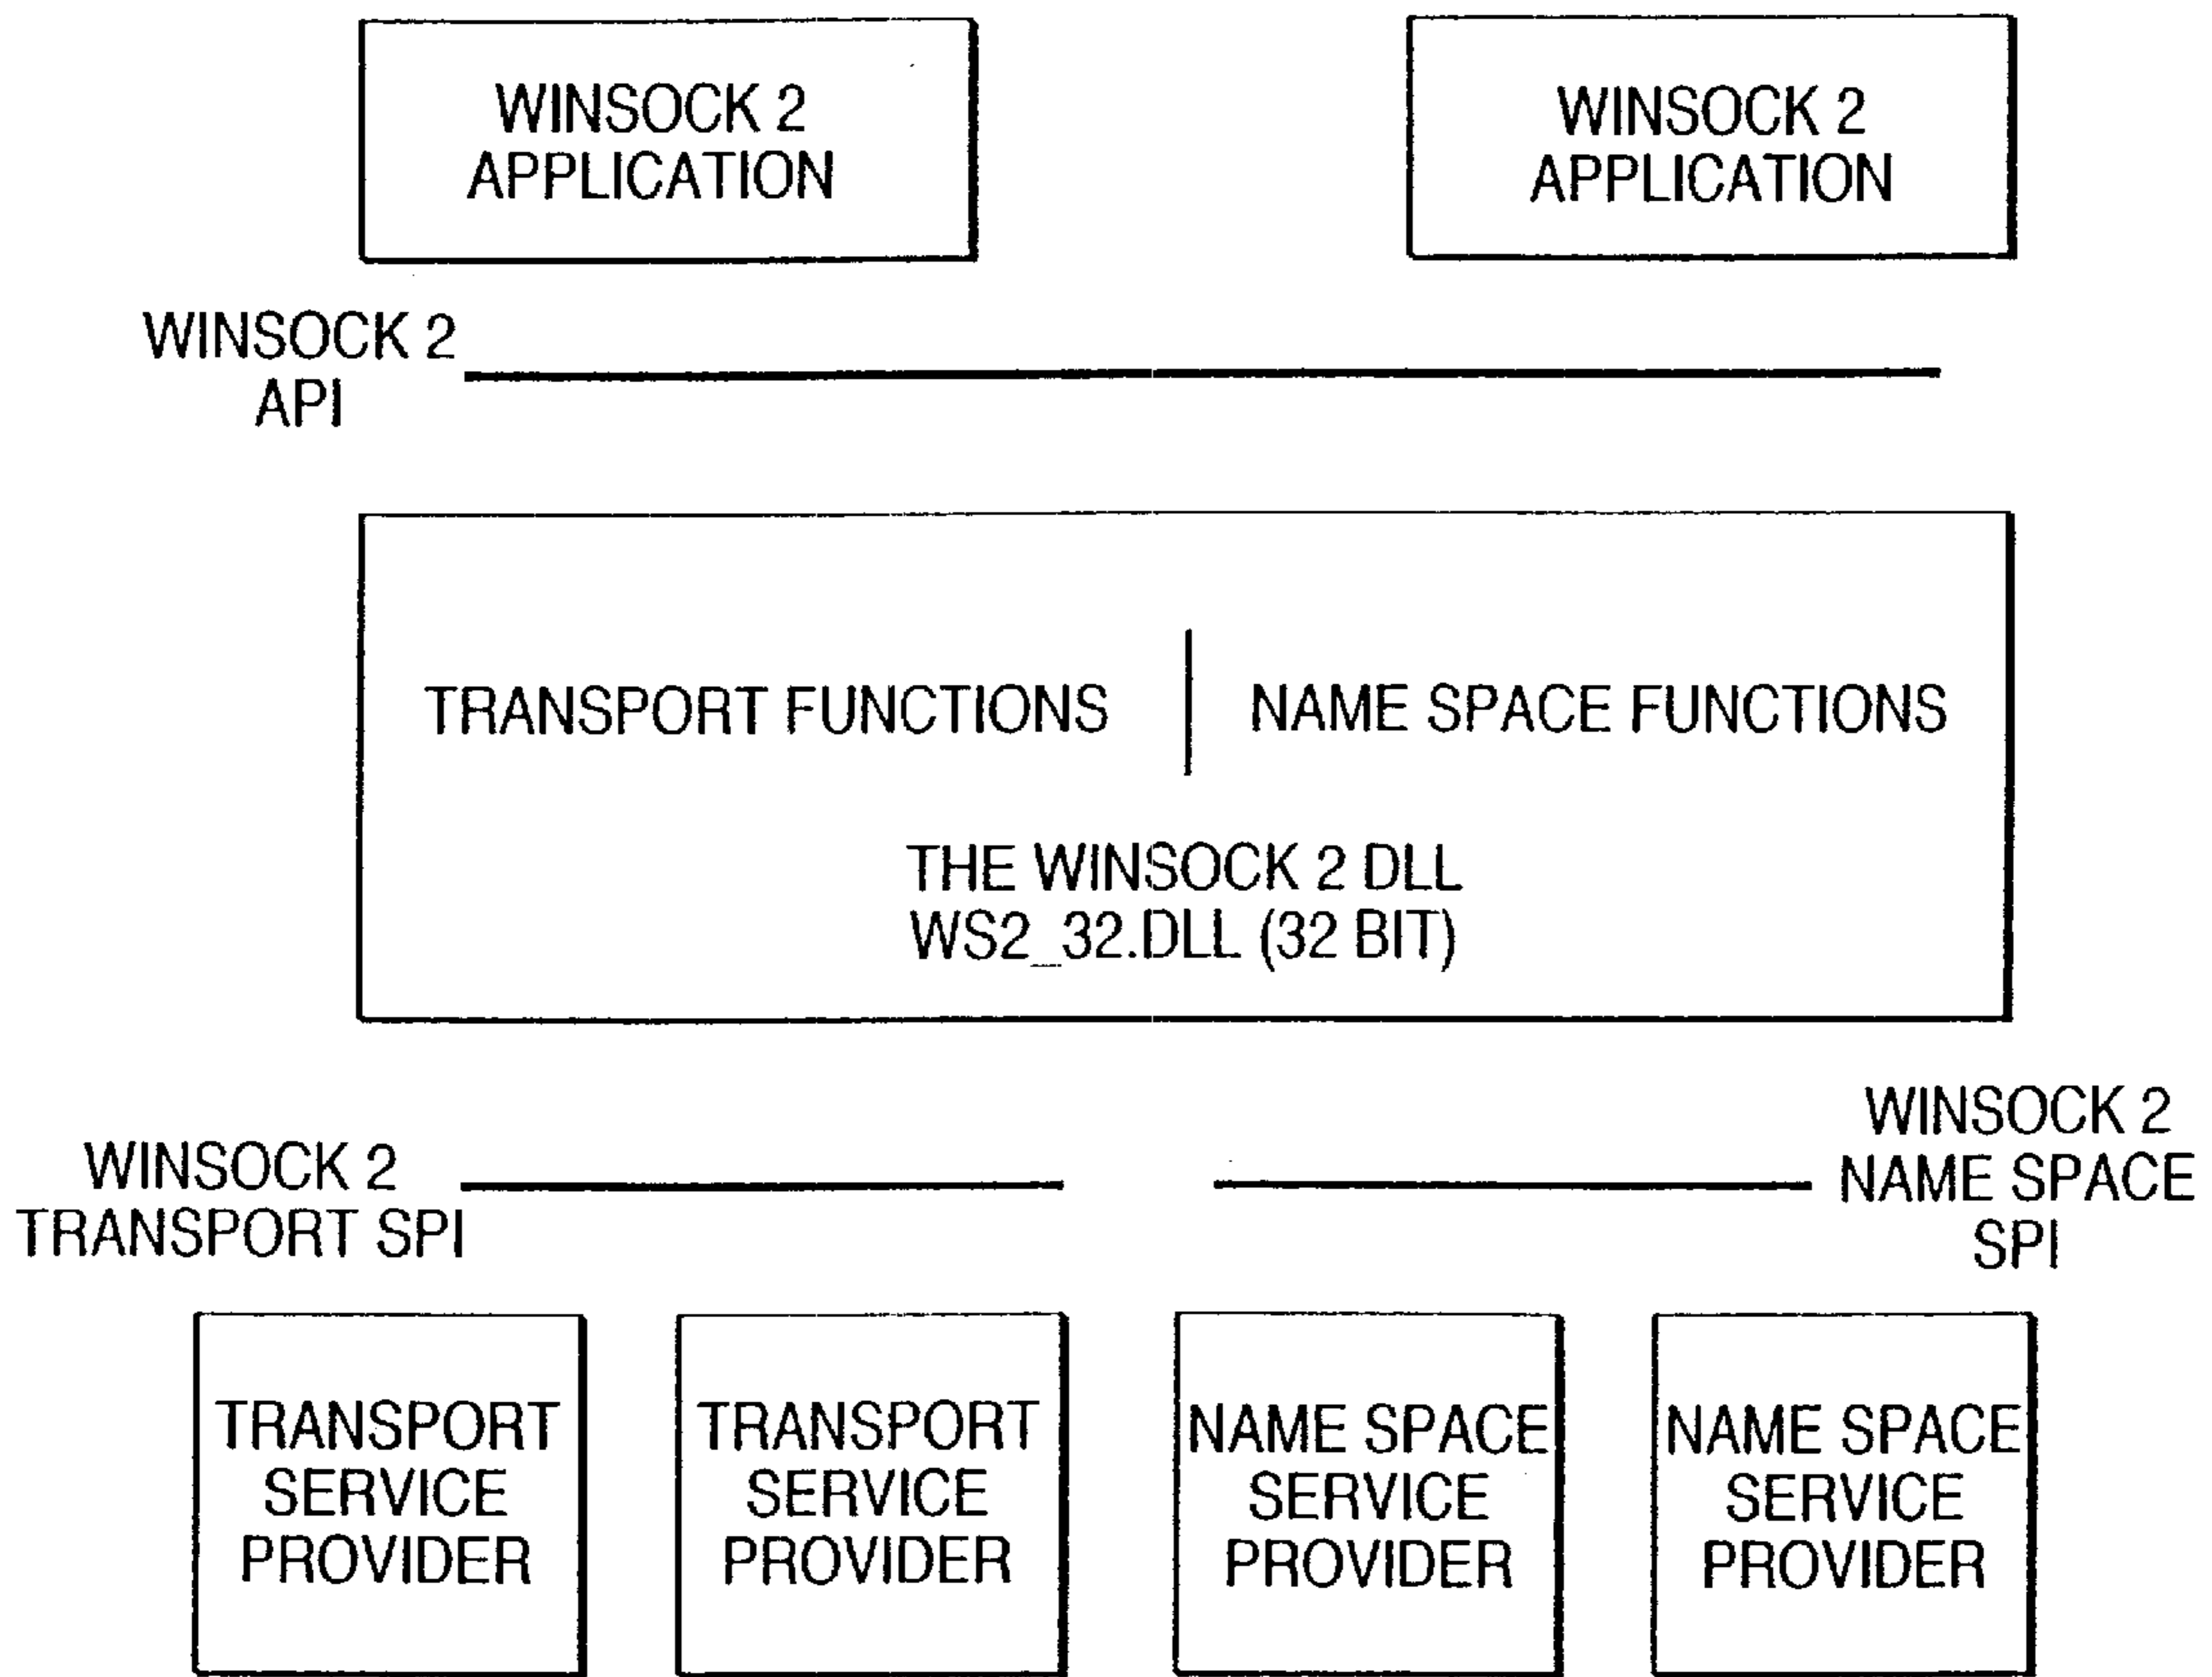 WINSOCK 2
APPLICATION
WINSOCK 2
APPLICATION
WINSOCK 2
API
TRANSPORT FUNCTIONS
NAME SPACE FUNCTIONS
THE WINSOCK 2 DLL
WS2_32.DLL (32 BIT)
WINSOCK 2
TRANSPORT SPI
WINSOCK 2
NAME SPACE
SPI
TRANSPORT
SERVICE
PROVIDER
TRANSPORT
SERVICE
PROVIDER
NAME SPACE
SERVICE
PROVIDER
NAME SPACE
SERVICE
PROVIDER